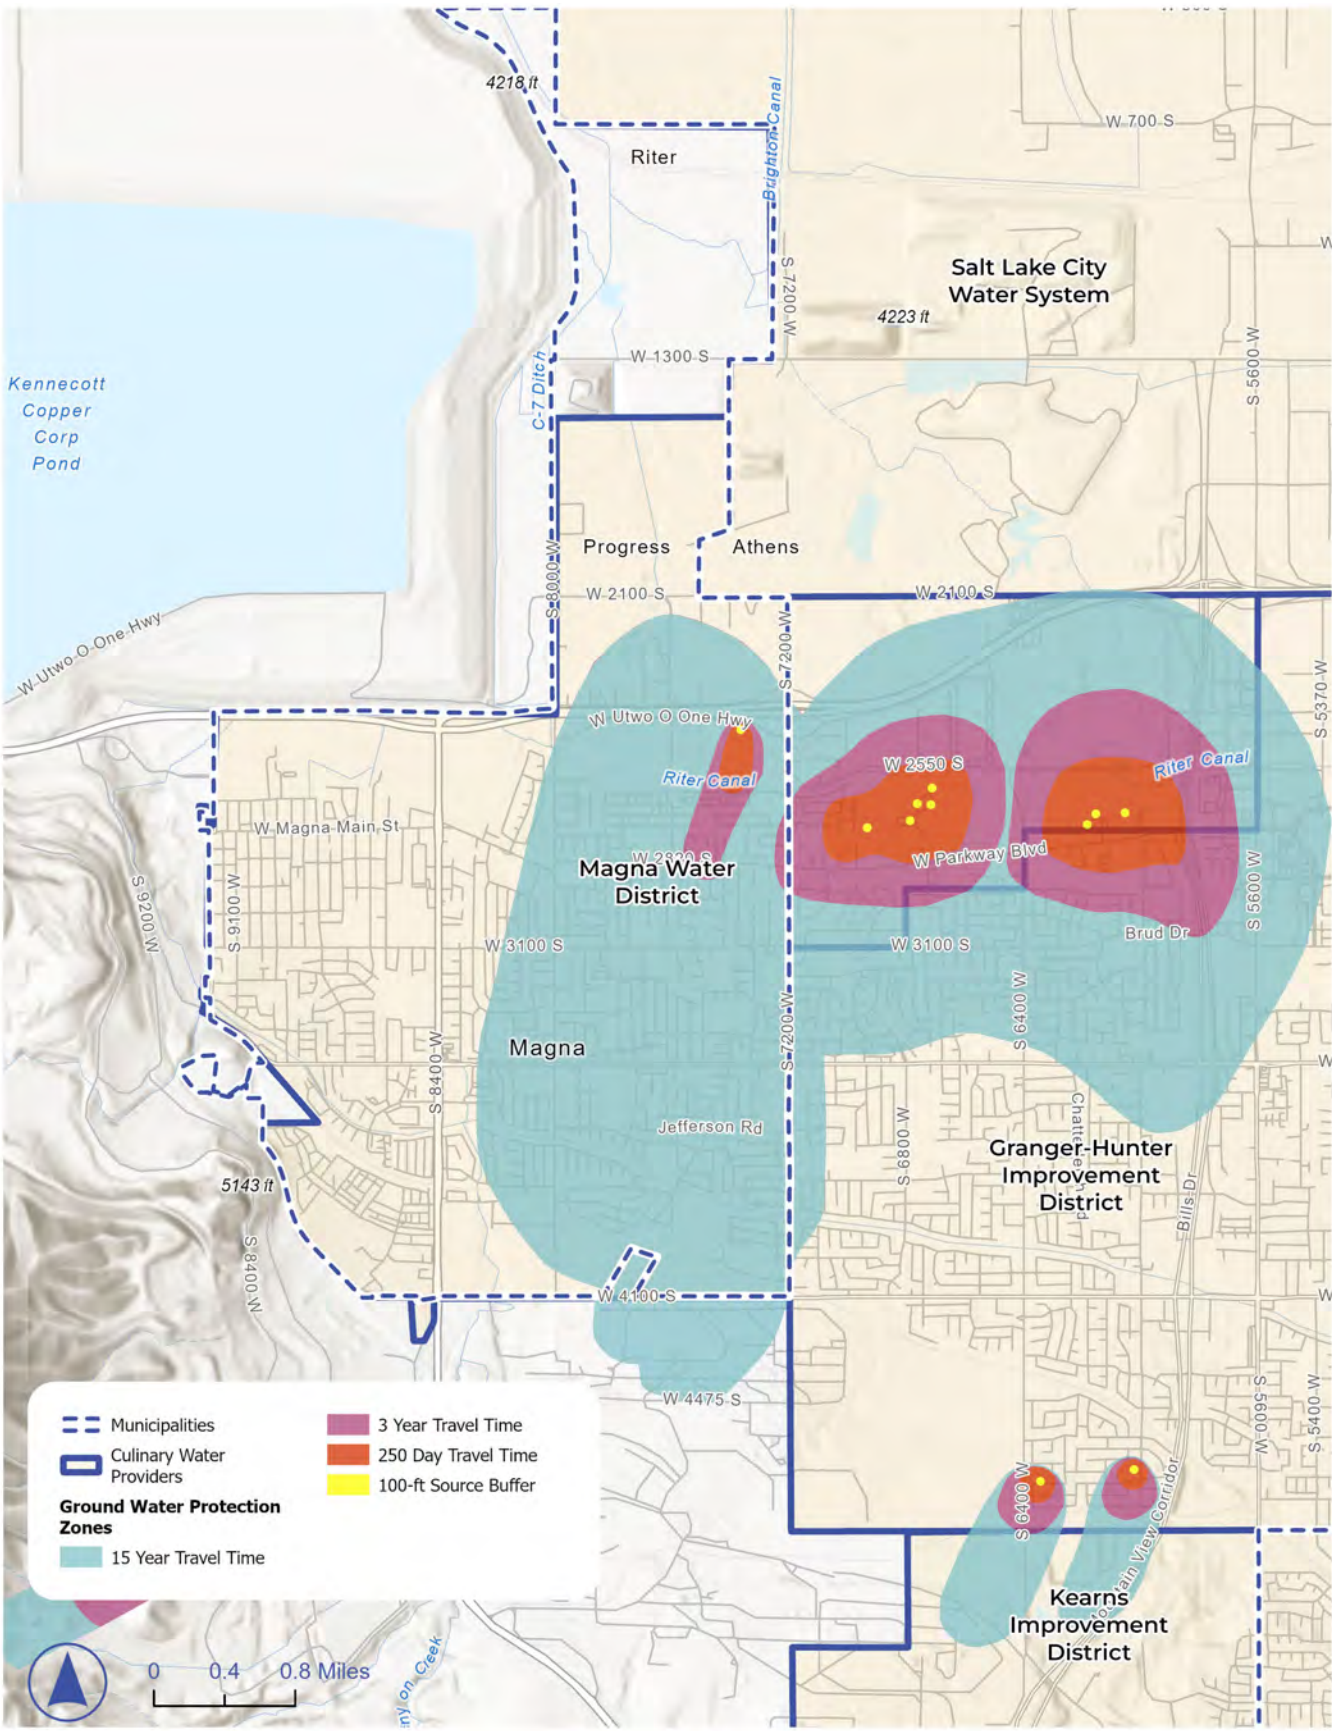 4218 ft
Brighton Canal
W 700 S
Riter
Salt Lake City
Water System
S 7200 W
4223 ft
W 1300 S
S 5600 W
C-7 Ditch
Kennecott
Copper
Corp
Pond
Progress
Athens
S 8000 W
W 2100 S
W 2100 S
W Utwo O One Hwy
S 7200 W
S 5370 W
W Utwo O One Hwy
W 2550 S
Riter Canal
Riter Canal
W Magna Main St
W Parkway Blvd
W 2820 S
Magna Water
District
S 9200 W
S 9100 W
S 5600 W
W 3100 S
W 3100 S
Brud Dr
S 6400 W
S 7200 W
Magna
S 8400 W
Jefferson Rd
S 6800 W
Granger-Hunter
Improvement
District
Bills Dr
5143 ft
S 8400 W
W 4100 S
W 4475 S
S 5600 W
S 5400 W
Municipalities
Culinary Water
Providers
Ground Water Protection
Zones
15 Year Travel Time
3 Year Travel Time
250 Day Travel Time
100-ft Source Buffer
S 6400 W
View Corridor
Kearns
Improvement
District
0 0.4 0.8 Miles
on Creek